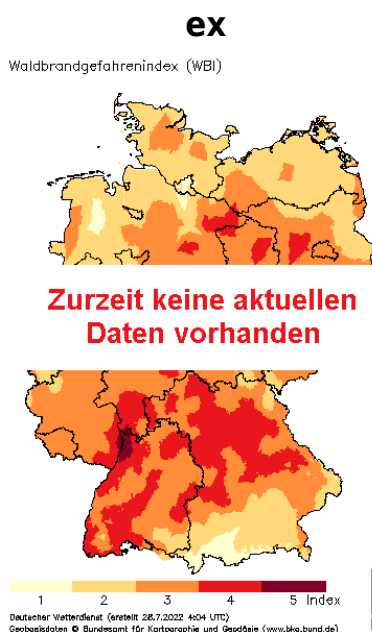 ex
Waldbrandgefahrenindex (WBI)
Zurzeit keine aktuellen
Daten vorhanden
1 2 3 4 5 Index
Deutscher Wetterdienst (erstellt 28.7.2022 4:04 UTC)
Geobasisdaten © Bundesamt für Kartographie und Geodäsie (www.bkg.bund.de)